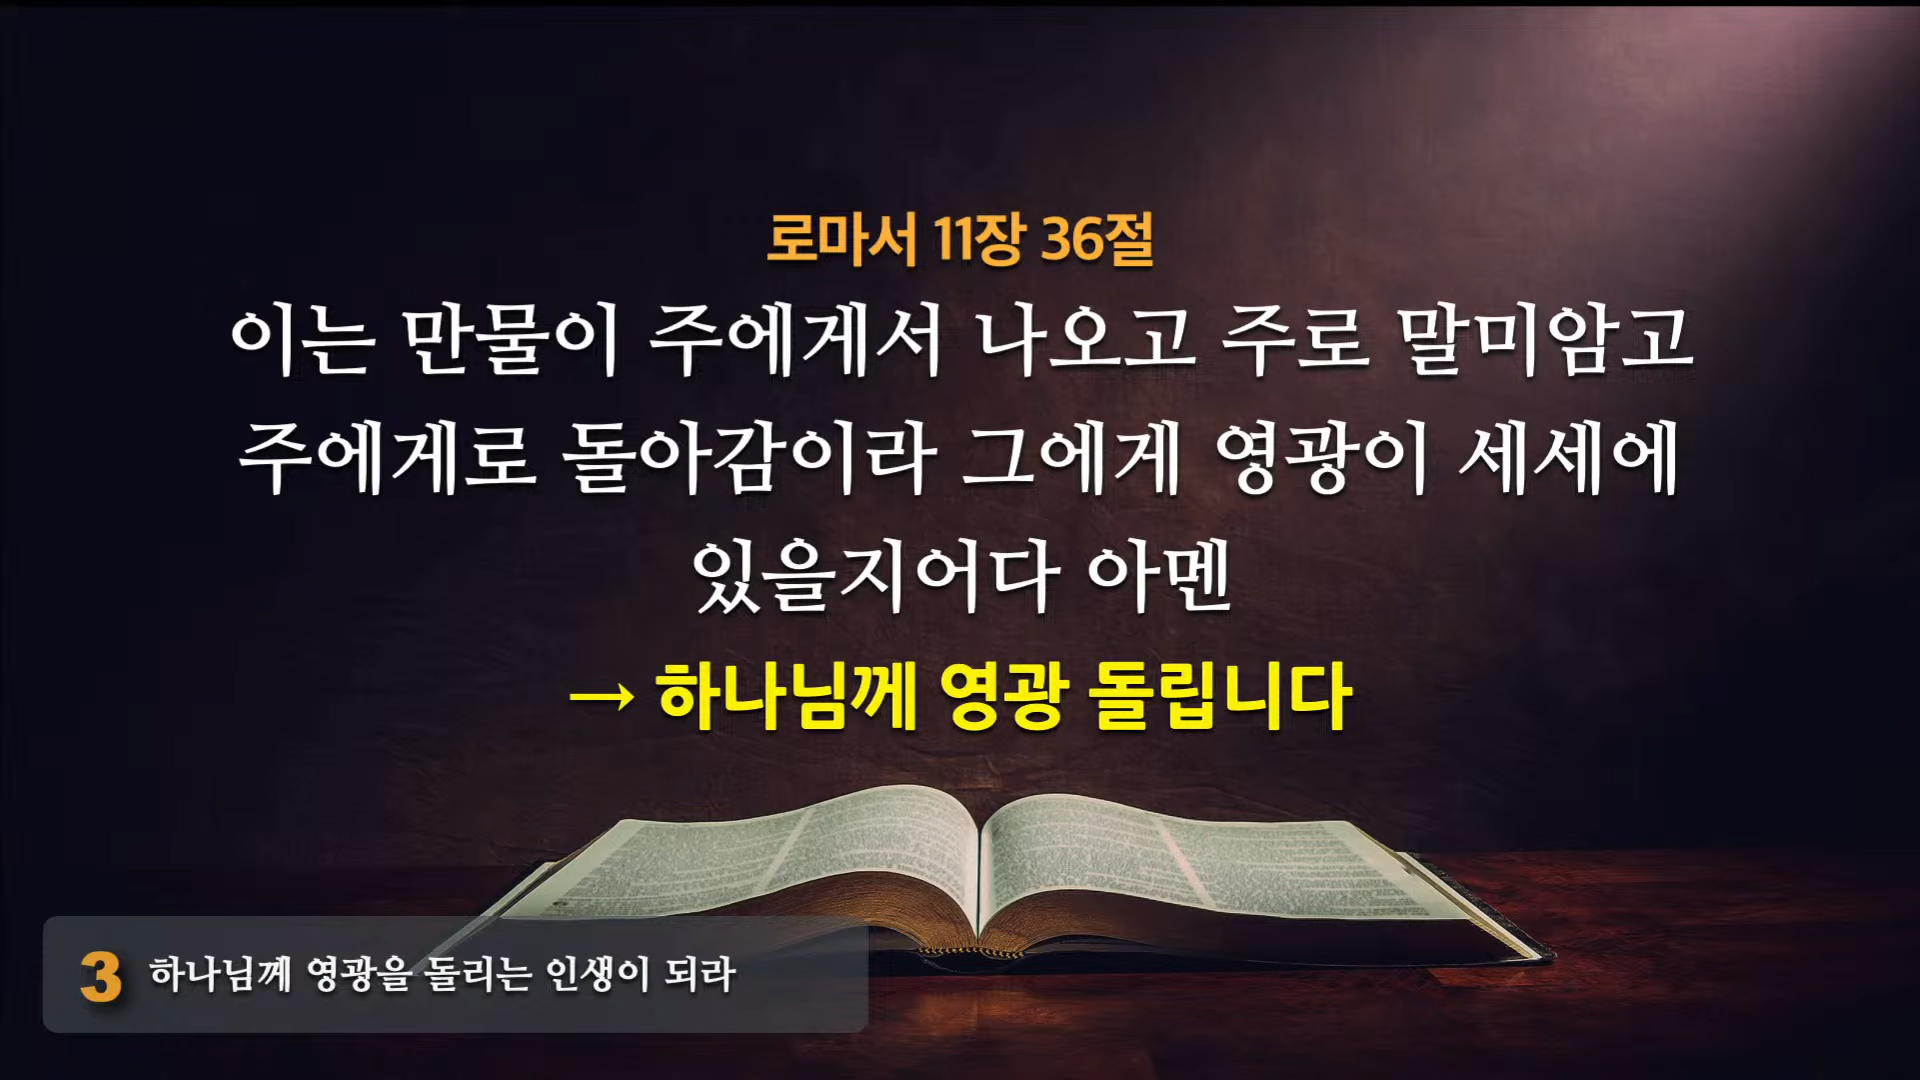 로마서 11장 36절
이는 만물이 주에게서 나오고 주로 말미암고
주에게로 돌아감이라 그에게 영광이 세세에
있을지어다 아멘
→ 하나님께 영광 돌립니다
3 하나님께 영광을 돌리는 인생이 되라